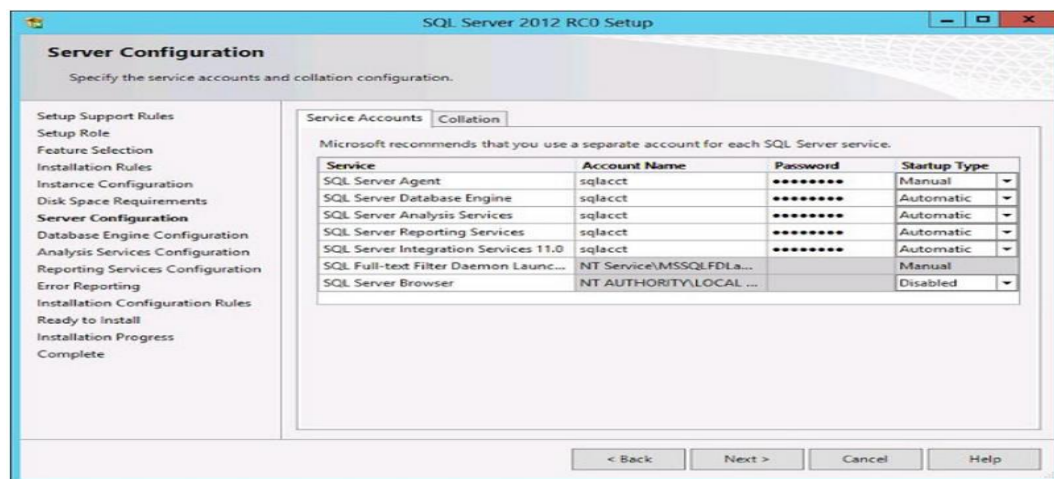 SQL Server 2012 RC0 Setup
Server Configuration
Specify the service accounts and collation configuration.
Setup Support Rules
Setup Role
Feature Selection
Installation Rules
Instance Configuration
Disk Space Requirements
Server Configuration
Database Engine Configuration
Analysis Services Configuration
Reporting Services Configuration
Error Reporting
Installation Configuration Rules
Ready to Install
Installation Progress
Complete
Service Accounts Collation
Microsoft recommends that you use a separate account for each SQL Server service.
Service Account Name Password Startup Type
SQL Server Agent sqlacct ●●●●●●●● Manual
SQL Server Database Engine sqlacct ●●●●●●●● Automatic
SQL Server Analysis Services sqlacct ●●●●●●●● Automatic
SQL Server Reporting Services sqlacct ●●●●●●●● Automatic
SQL Server Integration Services 11.0 sqlacct ●●●●●●●● Automatic
SQL Full-text Filter Daemon Launc... NT Service\MSSQLFDLa... Manual
SQL Server Browser NT AUTHORITY\LOCAL ... Disabled
< Back Next > Cancel Help